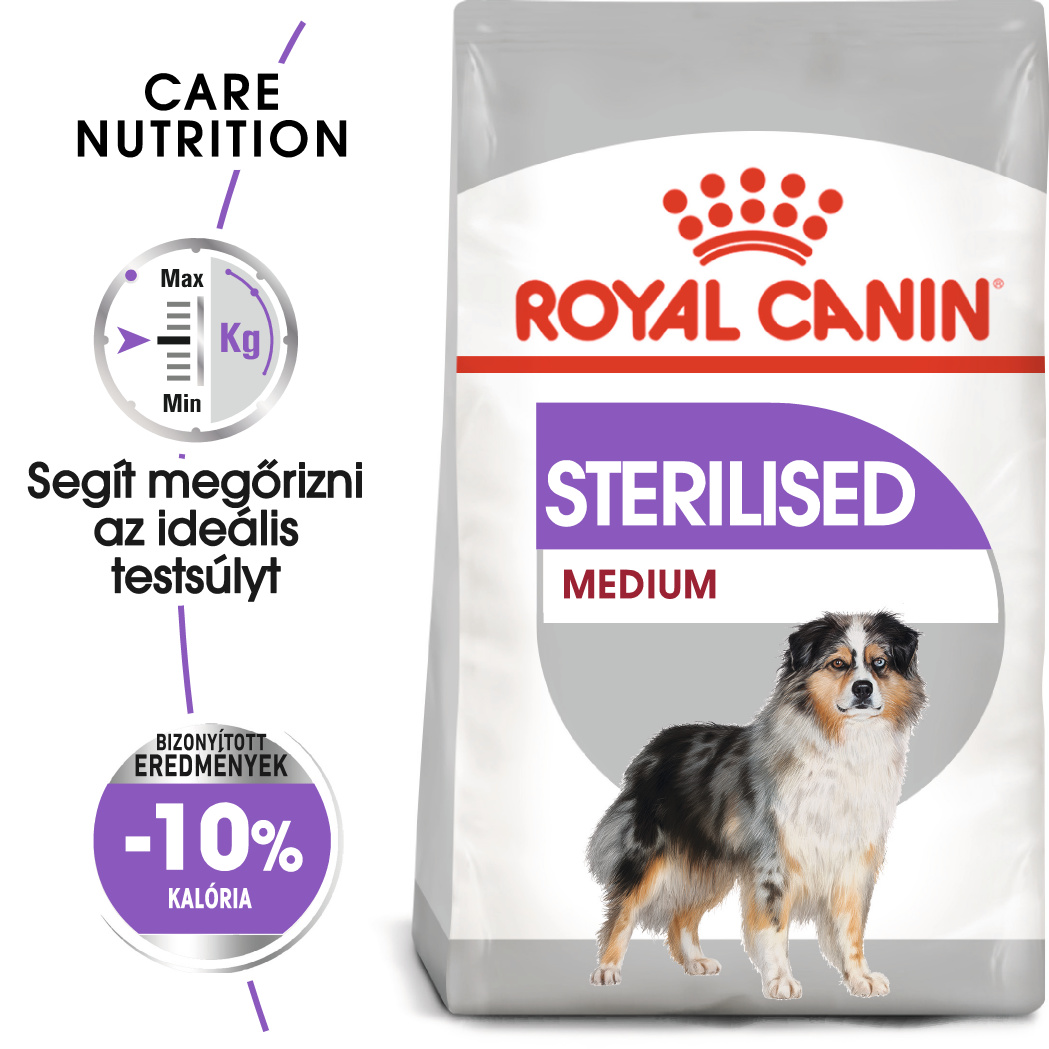 CARE
NUTRITION
Max
Kg
Min
Segít megőrizni
az ideális
testsúlyt
BIZONYÍTOTT
EREDMÉNYEK
-10%
KALÓRIA
ROYAL CANIN®
STERILISED
MEDIUM